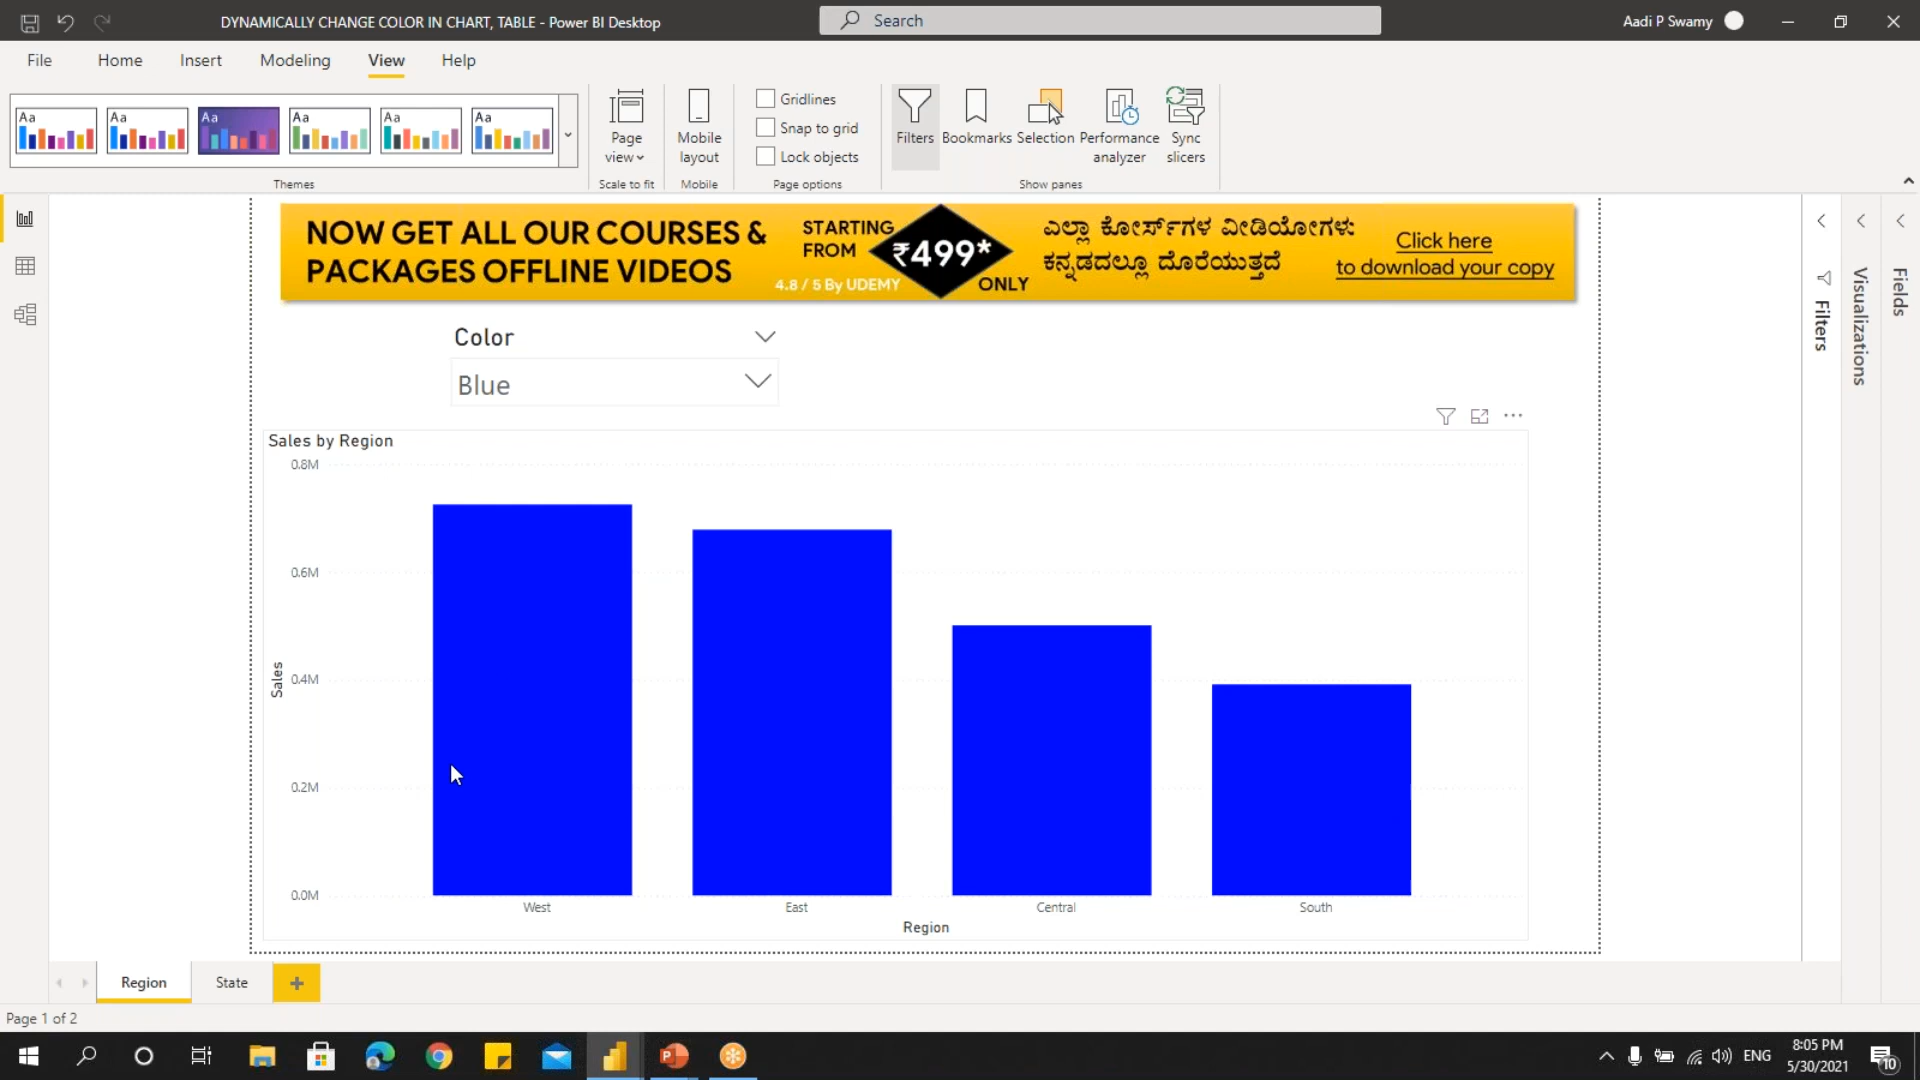 DYNAMICALLY CHANGE COLOR IN CHART, TABLE - Power BI Desktop
Search
Aadi P Swamy
File
Home
Insert
Modeling
View
Help
Aa
Aa
Aa
Aa
Aa
Aa
Themes
Page
view
Scale to fit
Mobile
layout
Mobile
Gridlines
Snap to grid
Lock objects
Page options
Filters
Bookmarks
Selection
Performance
analyzer
Sync
slicers
Show panes
NOW GET ALL OUR COURSES &
PACKAGES OFFLINE VIDEOS
STARTING
FROM
₹499*
4.8 / 5 By UDEMY
ONLY
ಎಲ್ಲಾ ಕೋರ್ಸ್‌ಗಳ ವೀಡಿಯೋಗಳು
ಕನ್ನಡದಲ್ಲೂ ದೊರೆಯುತ್ತದೆ
Click here
to download your copy
Filters
Visualizations
Fields
Color
Blue
Sales by Region
0.8M
0.6M
0.4M
0.2M
0.0M
Sales
West
East
Central
South
Region
Region
State
Page 1 of 2
ENG
8:05 PM
5/30/2021
10